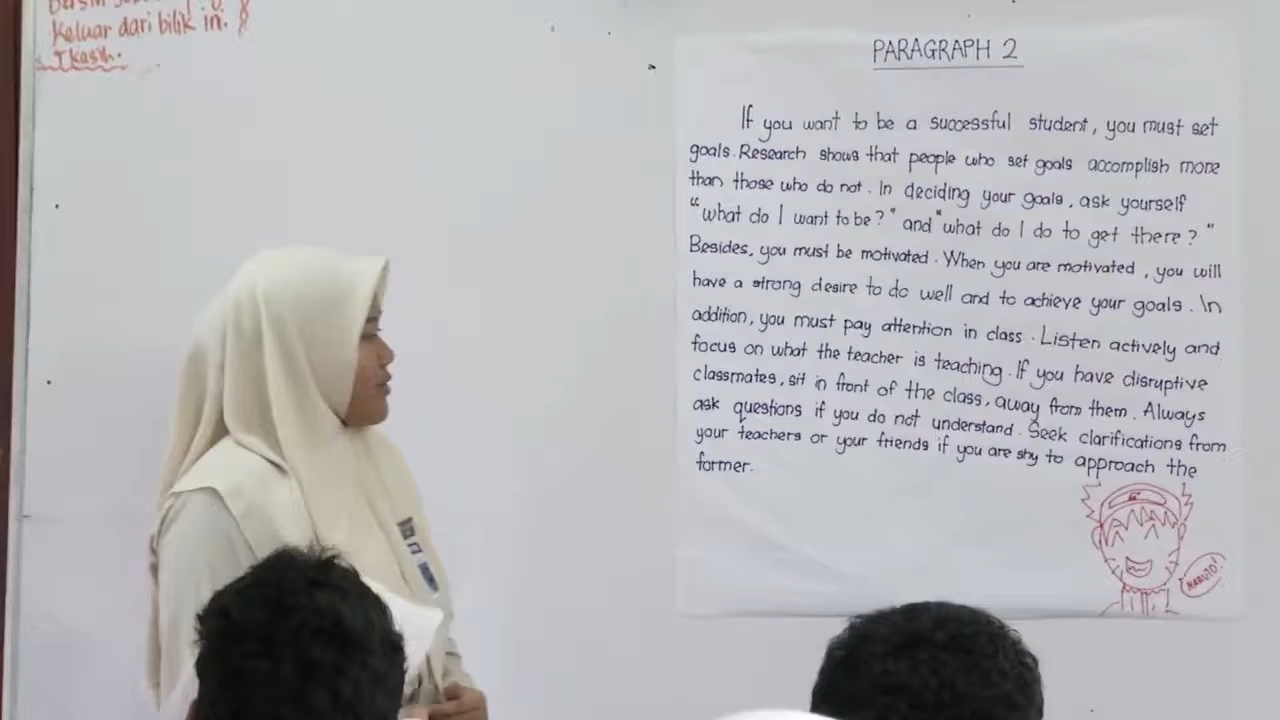 Keluar dari bilik in.
Tkasih.
PARAGRAPH 2
If you want to be a successful student, you must set
goals. Research shows that people who set goals accomplish more
than those who do not. In deciding your goals, ask yourself
"what do I want to be?" and "what do I do to get there?"
Besides, you must be motivated. When you are motivated, you will
have a strong desire to do well and to achieve your goals. In
addition, you must pay attention in class. Listen actively and
focus on what the teacher is teaching. If you have disruptive
classmates, sit in front of the class, away from them. Always
ask questions if you do not understand. Seek clarifications from
your teachers or your friends if you are shy to approach the
former.
NARUTO!